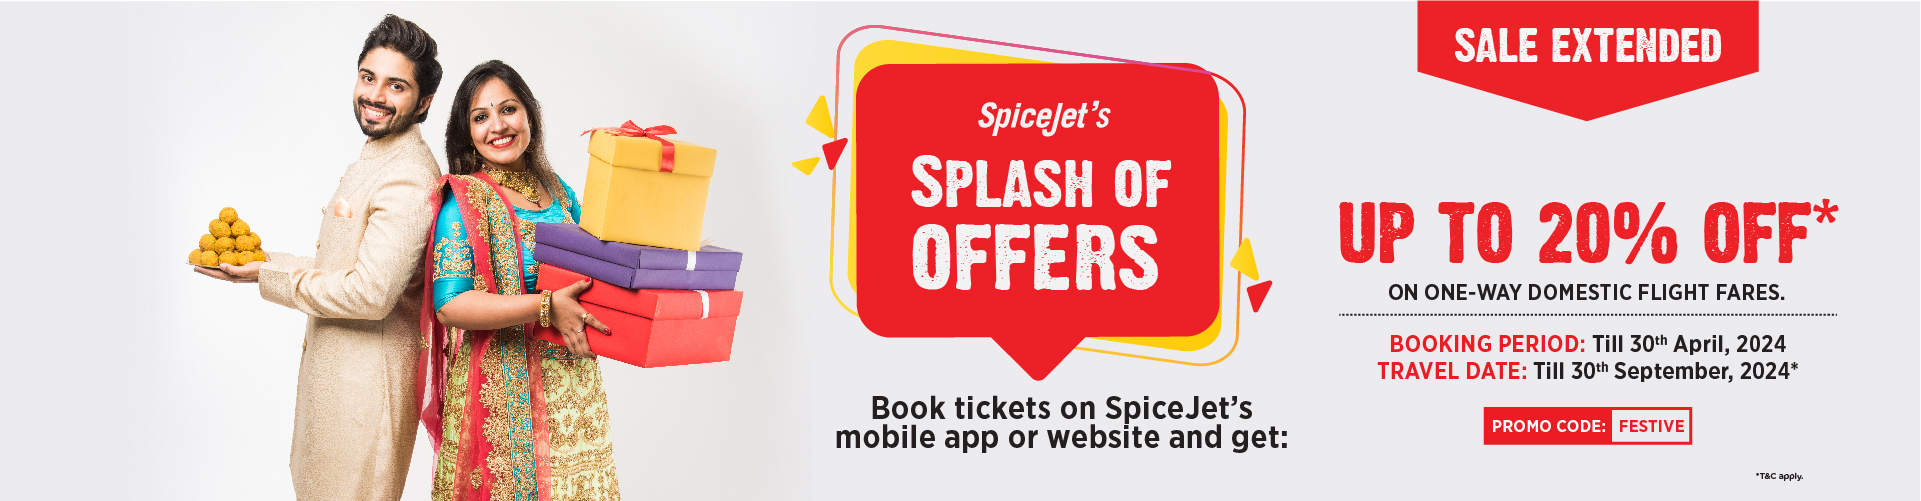 SpiceJet's
SPLASH OF
OFFERS
Book tickets on SpiceJet's
mobile app or website and get:
SALE EXTENDED
UP TO 20% OFF*
ON ONE-WAY DOMESTIC FLIGHT FARES.
BOOKING PERIOD: Till 30th April, 2024
TRAVEL DATE: Till 30th September, 2024*
PROMO CODE: FESTIVE
*T&C apply.